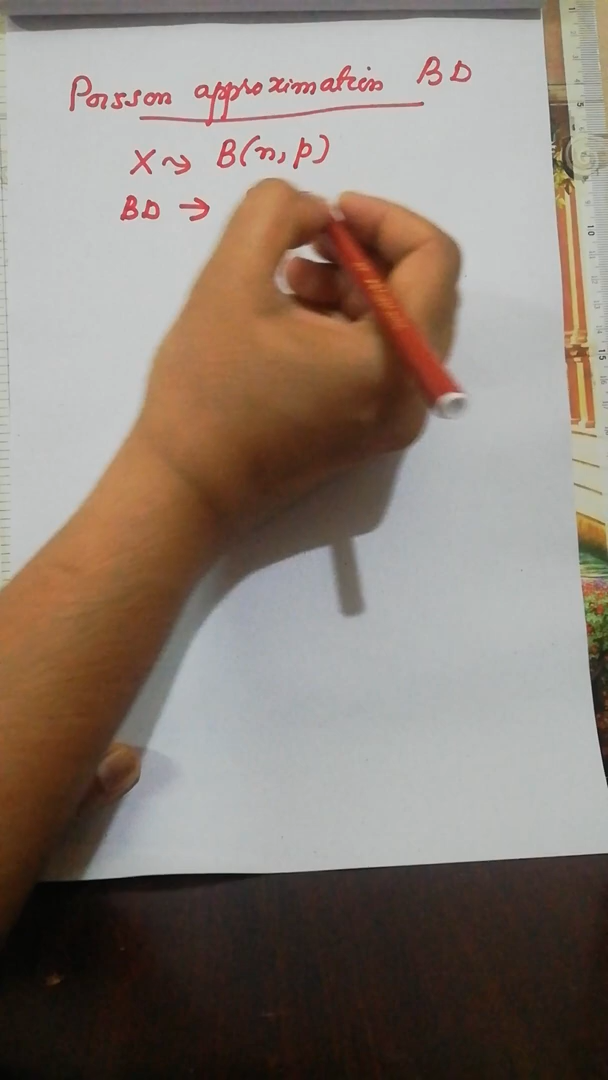 Poisson approximation BD
X ~> B(n, p)
BD →